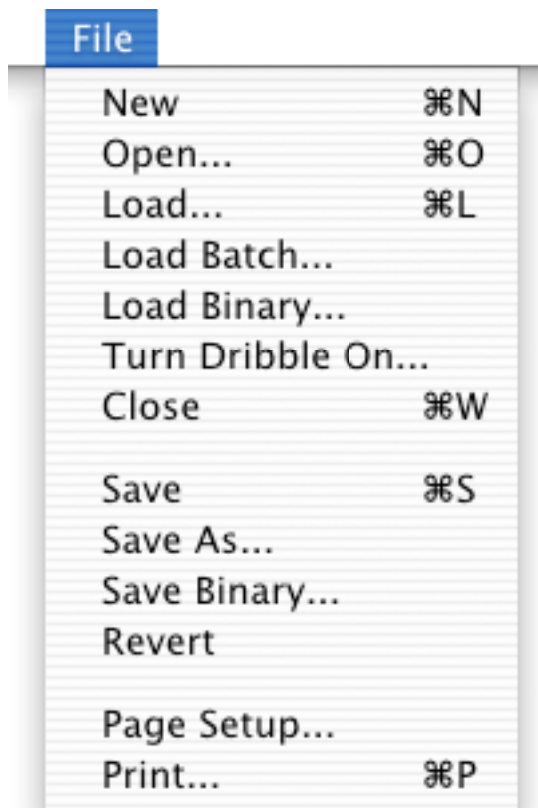 File
New ⌘N
Open... ⌘O
Load... ⌘L
Load Batch...
Load Binary...
Turn Dribble On...
Close ⌘W
Save ⌘S
Save As...
Save Binary...
Revert
Page Setup...
Print... ⌘P